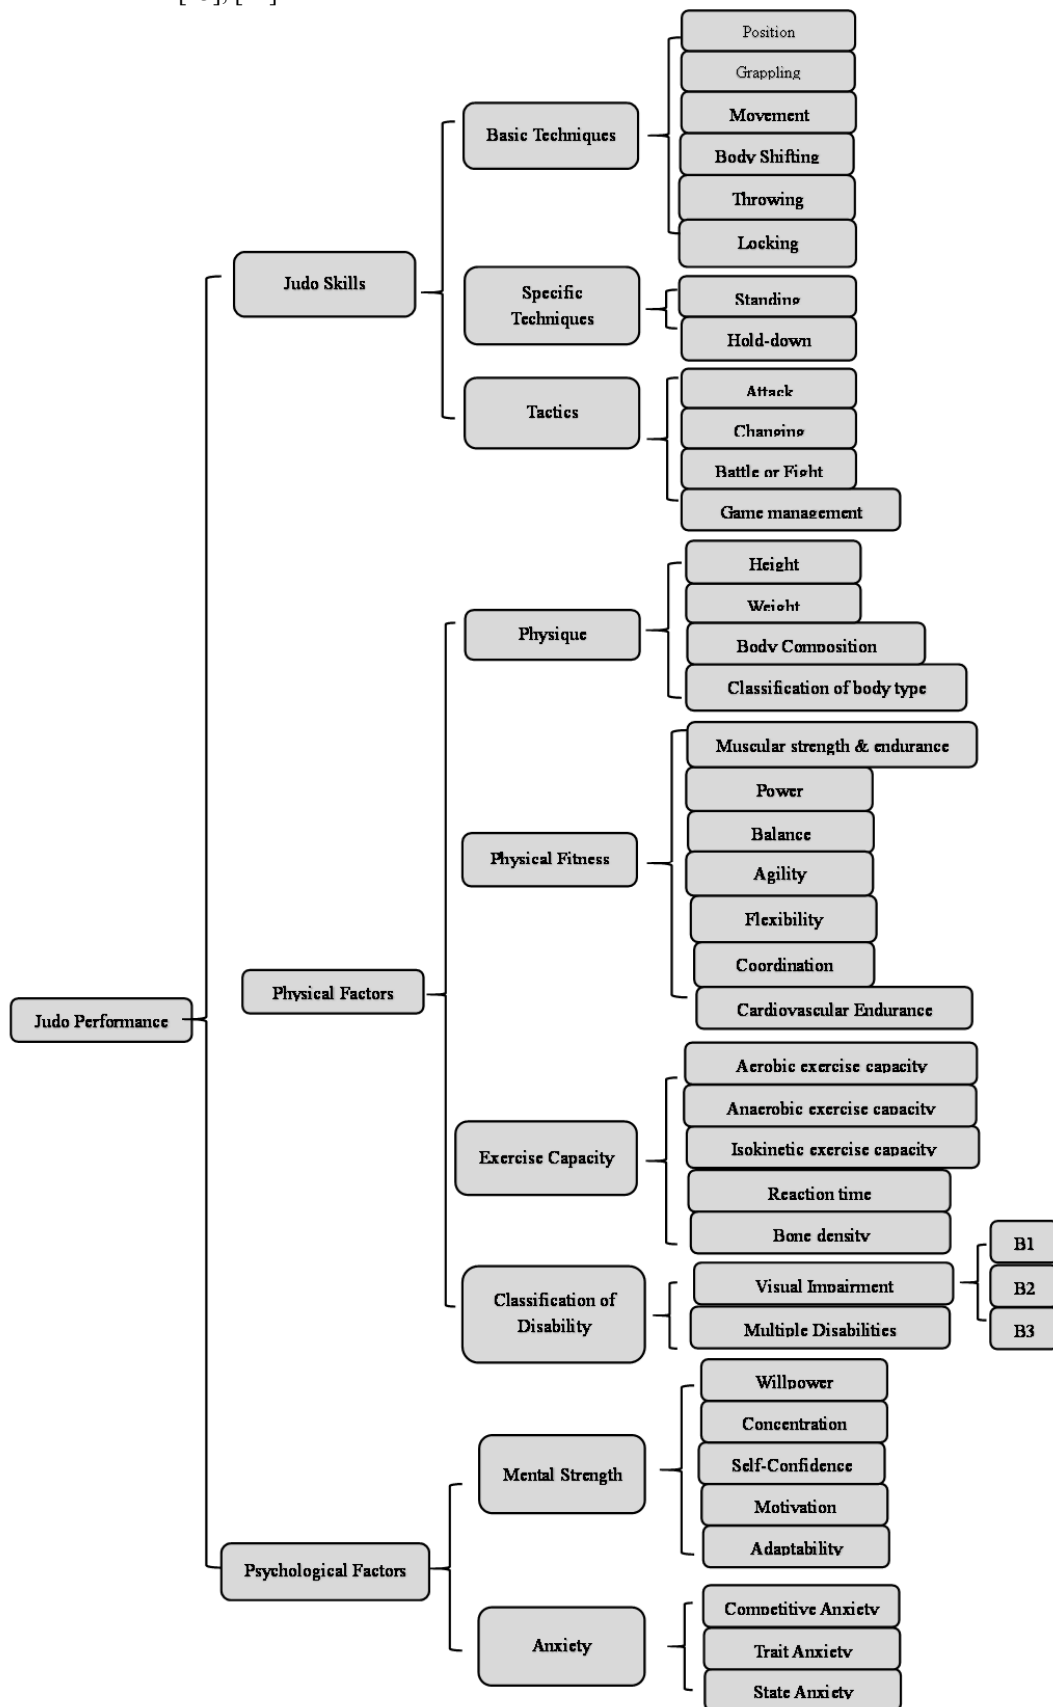 Position
Grappling
Movement
Basic Techniques
Body Shifting
Throwing
Locking
Judo Skills
Specific
Techniques
Standing
Hold-down
Tactics
Attack
Changing
Battle or Fight
Game management
Height
Weight
Physique
Body Composition
Classification of body type
Muscular strength & endurance
Power
Balance
Physical Fitness
Agility
Flexibility
Coordination
Cardiovascular Endurance
Physical Factors
Judo Performance
Aerobic exercise capacity
Anaerobic exercise capacity
Exercise Capacity
Isokinetic exercise capacity
Reaction time
Bone density
Classification of
Disability
Visual Impairment
Multiple Disabilities
B1
B2
B3
Willpower
Concentration
Mental Strength
Self-Confidence
Motivation
Adaptability
Psychological Factors
Competitive Anxiety
Anxiety
Trait Anxiety
State Anxiety